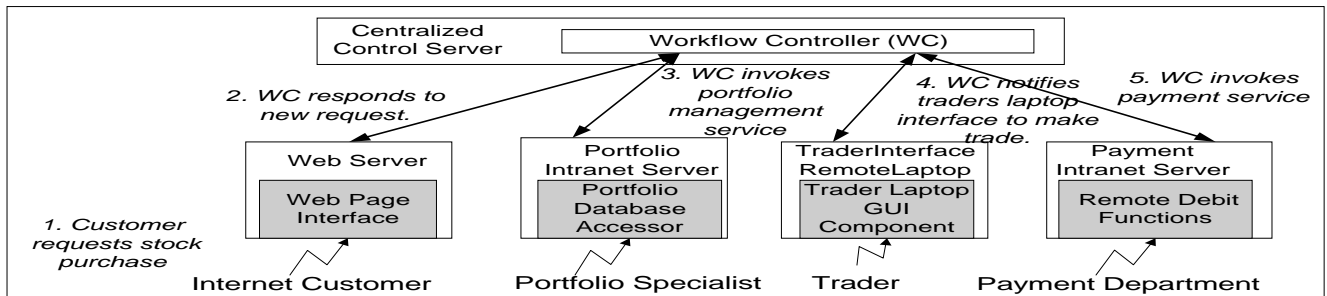 Centralized
Control Server
Workflow Controller (WC)
2. WC responds to
new request.
3. WC invokes
portfolio
management
service
4. WC notifies
traders laptop
interface to make
trade.
5. WC invokes
payment service
Web Server
Web Page
Interface
Portfolio
Intranet Server
Portfolio
Database
Accessor
TraderInterface
RemoteLaptop
Trader Laptop
GUI
Component
Payment
Intranet Server
Remote Debit
Functions
1. Customer
requests stock
purchase
Internet Customer
Portfolio Specialist
Trader
Payment Department